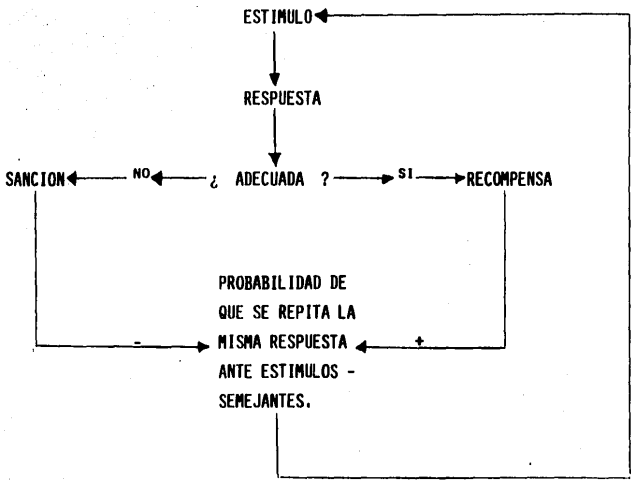 ESTIMULO
RESPUESTA
SANCION NO ¿ ADECUADA ? SI RECOMPENSA
PROBABILIDAD DE
QUE SE REPITA LA
- MISMA RESPUESTA +
ANTE ESTIMULOS -
SEMEJANTES.